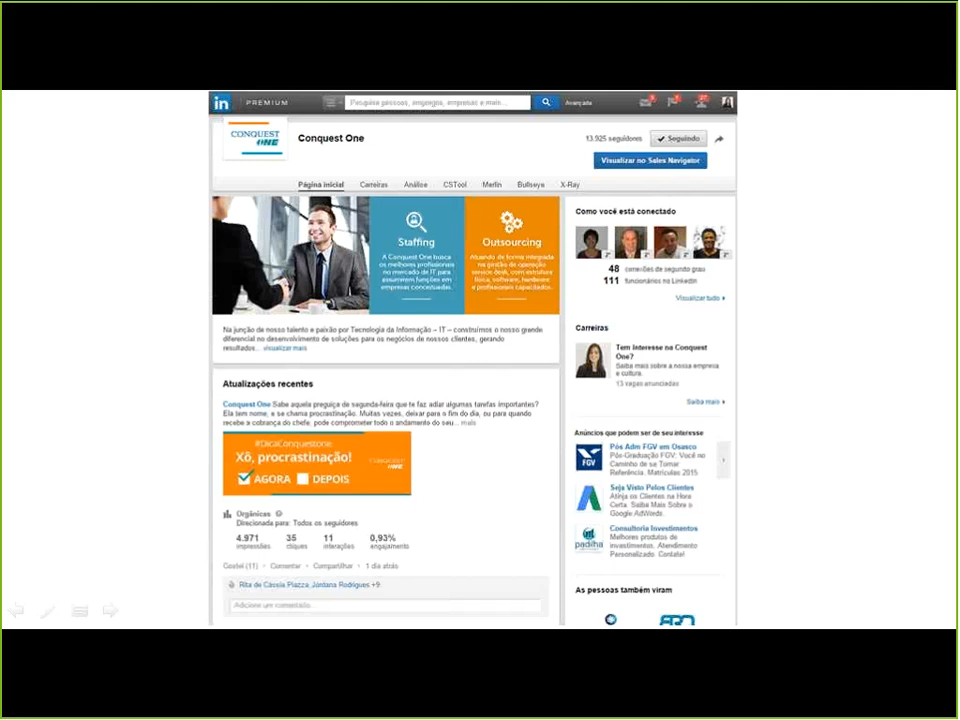 in PREMIUM
Pesquise pessoas, empregos, empresas e mais...
Avançada
CONQUEST
ONE
Conquest One
13.925 seguidores
Seguindo
Visualizar no Sales Navigator
Página inicial Carreiras Análise CSTool Merlin Bullseye X-Ray
Staffing
A Conquest One busca
os melhores profissionais
no mercado de IT para
assumirem funções em
empresas conceituadas.
Outsourcing
Atuando de forma integrada
na gestão da operação
service desk, com estrutura
física, software, hardware
e profissionais capacitados.
Na junção de nosso talento e paixão por Tecnologia da Informação – IT – construímos o nosso grande
diferencial no desenvolvimento de soluções para os negócios de nossos clientes, gerando
resultados... visualizar mais
Atualizações recentes
Conquest One Sabe aquela preguiça de segunda-feira que te faz adiar algumas tarefas importantes?
Ela tem nome, e se chama procrastinação. Muitas vezes, deixar para o fim do dia, ou para quando
recebe a cobrança do chefe, pode comprometer todo o andamento do seu... mais
#DicaConquestone
Xô, procrastinação!
AGORA DEPOIS
CONQUEST
ONE
Orgânicas
Direcionada para: Todos os seguidores
4.971 35 11 0,93%
impressões cliques interações engajamento
Gostei (11) • Comentar • Compartilhar • 1 dia atrás
Rita de Cássia Piazza, Jordana Rodrigues +9
Adicione um comentário...
Como você está conectado
2º 2º 2º 2º
48 conexões de segundo grau
111 funcionários no LinkedIn
Visualizar tudo
Carreiras
Tem interesse na Conquest
One?
Saiba mais sobre a nossa empresa
e cultura.
13 vagas anunciadas
Saiba mais
Anúncios que podem ser de seu interesse
FGV
Pós Adm FGV em Osasco
Pós-Graduação FGV: Você no
Caminho de se Tornar
Referência. Matrículas 2015
Seja Visto Pelos Clientes
Atinja os Clientes na Hora
Certa. Saiba Mais Sobre o
Google AdWords.
padilha
Consultoria Investimentos
Melhores produtos de
investimentos. Atendimento
Personalizado. Contate!
As pessoas também viram